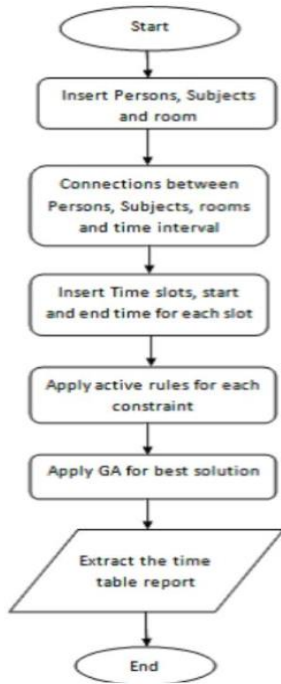 Start
Insert Persons, Subjects
and room
Connections between
Persons, Subjects, rooms
and time interval
Insert Time slots, start
and end time for each slot
Apply active rules for each
constraint
Apply GA for best solution
Extract the time
table report
End